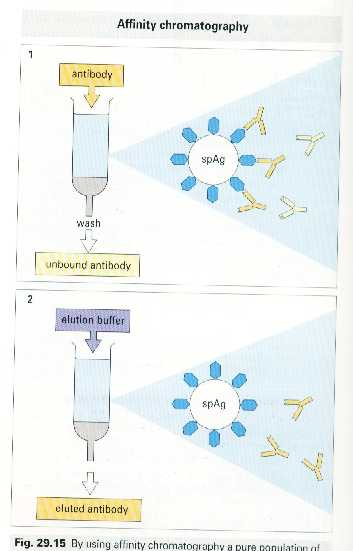 Affinity chromatography
1
antibody
spAg
wash
unbound antibody
2
elution buffer
spAg
eluted antibody
Fig. 29.15 By using affinity chromatography a pure population of